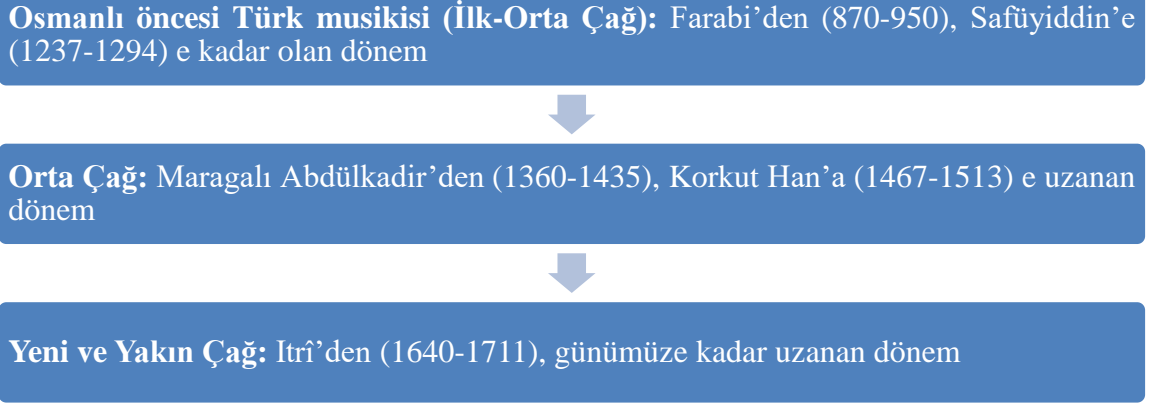 Osmanlı öncesi Türk musikisi (İlk-Orta Çağ): Farabi’den (870-950), Safüyiddin’e
(1237-1294) e kadar olan dönem
Orta Çağ: Maragalı Abdülkadir’den (1360-1435), Korkut Han’a (1467-1513) e uzanan
dönem
Yeni ve Yakın Çağ: Itrî’den (1640-1711), günümüze kadar uzanan dönem